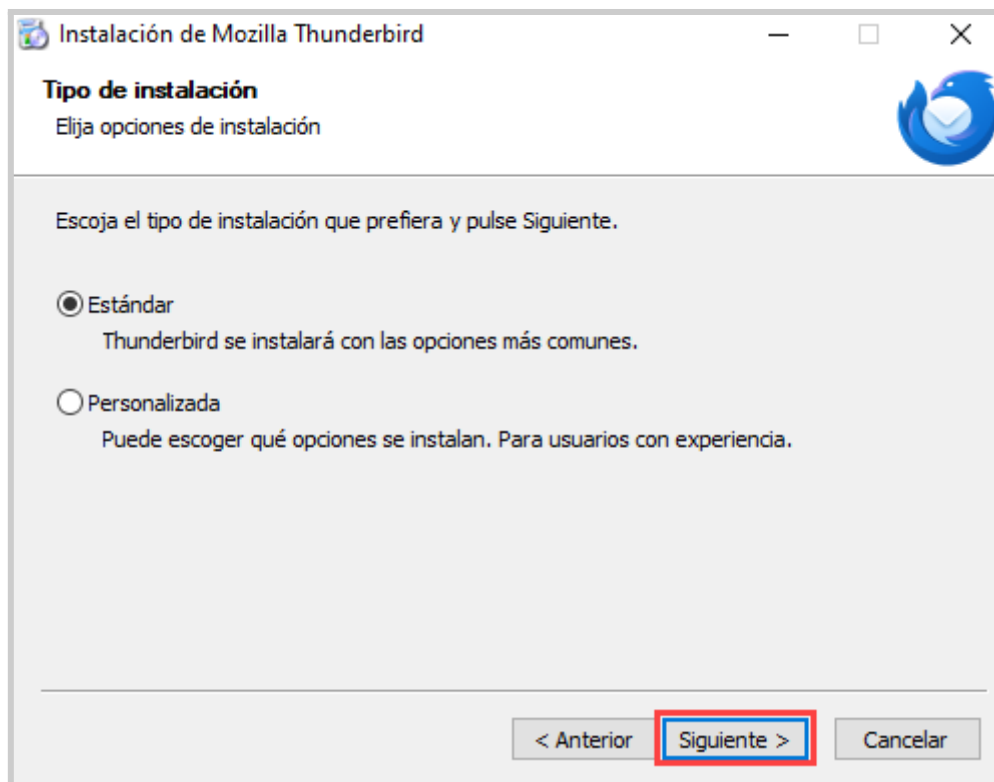 Instalación de Mozilla Thunderbird
Tipo de instalación
Elija opciones de instalación
Escoja el tipo de instalación que prefiera y pulse Siguiente.
Estándar
Thunderbird se instalará con las opciones más comunes.
Personalizada
Puede escoger qué opciones se instalan. Para usuarios con experiencia.
< Anterior Siguiente > Cancelar